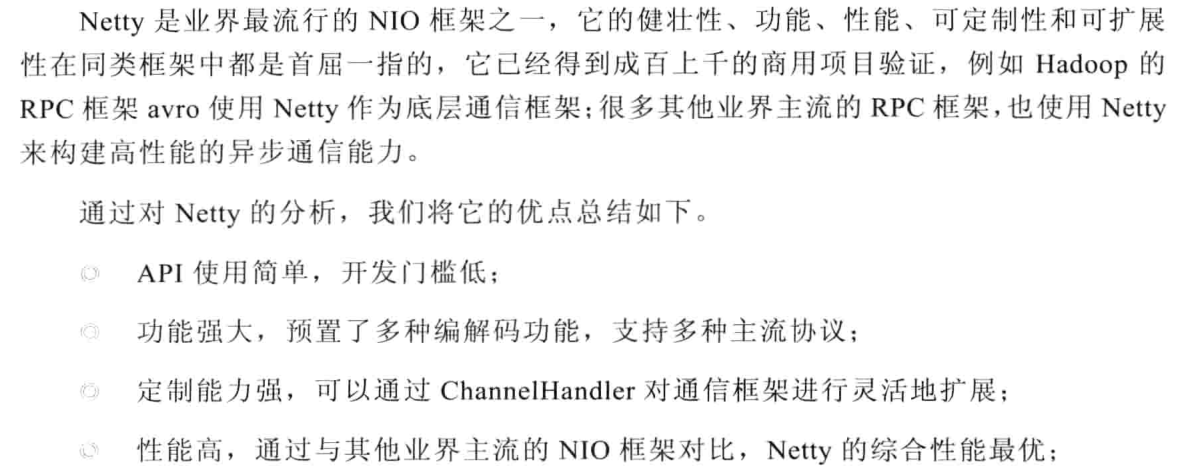 Netty 是业界最流行的 NIO 框架之一，它的健壮性、功能、性能、可定制性和可扩展
性在同类框架中都是首屈一指的，它已经得到成百上千的商用项目验证，例如 Hadoop 的
RPC 框架 avro 使用 Netty 作为底层通信框架；很多其他业界主流的 RPC 框架，也使用 Netty
来构建高性能的异步通信能力。
通过对 Netty 的分析，我们将它的优点总结如下。
API 使用简单，开发门槛低；
功能强大，预置了多种编解码功能，支持多种主流协议；
定制能力强，可以通过 ChannelHandler 对通信框架进行灵活地扩展；
性能高，通过与其他业界主流的 NIO 框架对比，Netty 的综合性能最优；